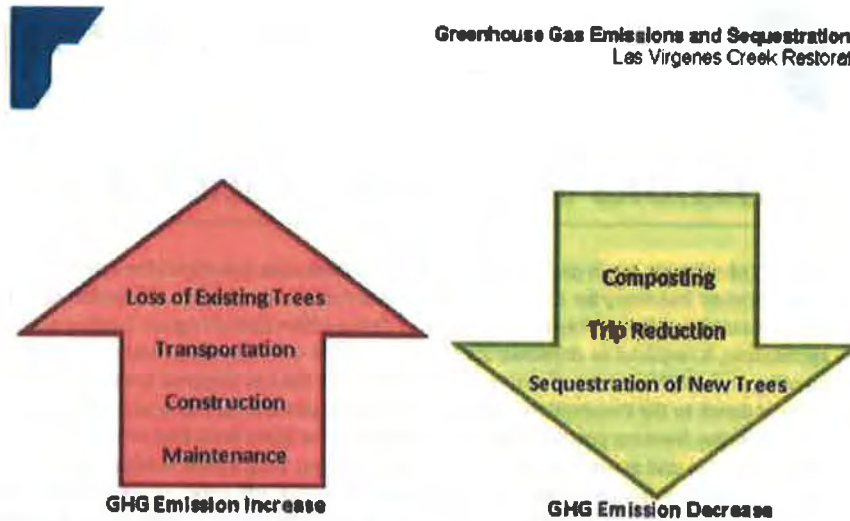 Greenhouse Gas Emissions and Sequestration
Las Virgenes Creek Restorat
Loss of Existing Trees
Transportation
Construction
Maintenance
GHG Emission Increase
Composting
Trip Reduction
Sequestration of New Trees
GHG Emission Decrease